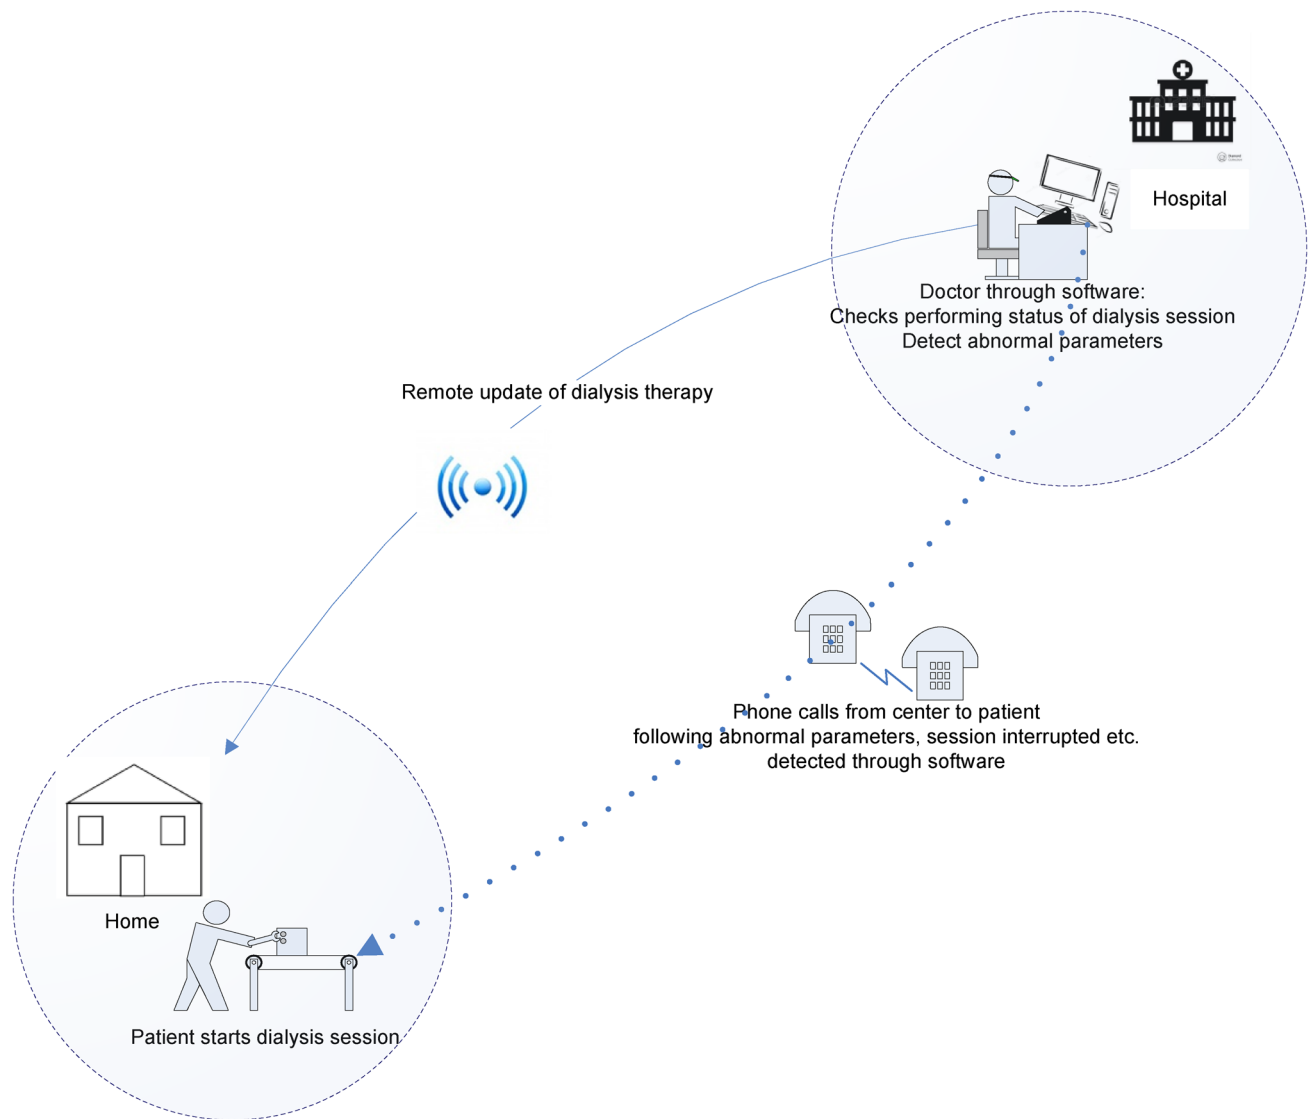 Hospital
Doctor through software:
Checks performing status of dialysis session
Detect abnormal parameters
Remote update of dialysis therapy
Phone calls from center to patient
following abnormal parameters, session interrupted etc.
detected through software
Home
Patient starts dialysis session